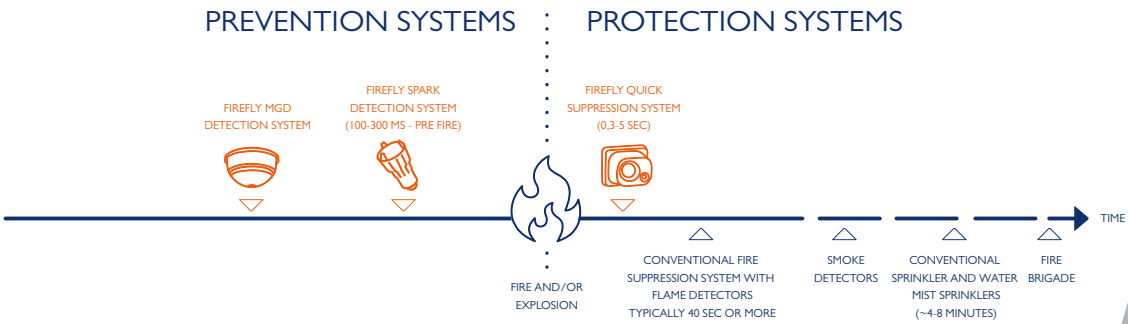 PREVENTION SYSTEMS
PROTECTION SYSTEMS
FIREFLY MGD
DETECTION SYSTEM
FIREFLY SPARK
DETECTION SYSTEM
(100-300 MS - PRE FIRE)
FIREFLY QUICK
SUPPRESSION SYSTEM
(0,3-5 SEC)
TIME
FIRE AND/OR
EXPLOSION
CONVENTIONAL FIRE
SUPPRESSION SYSTEM WITH
FLAME DETECTORS
TYPICALLY 40 SEC OR MORE
SMOKE
DETECTORS
CONVENTIONAL
SPRINKLER AND WATER
MIST SPRINKLERS
(~4-8 MINUTES)
FIRE
BRIGADE